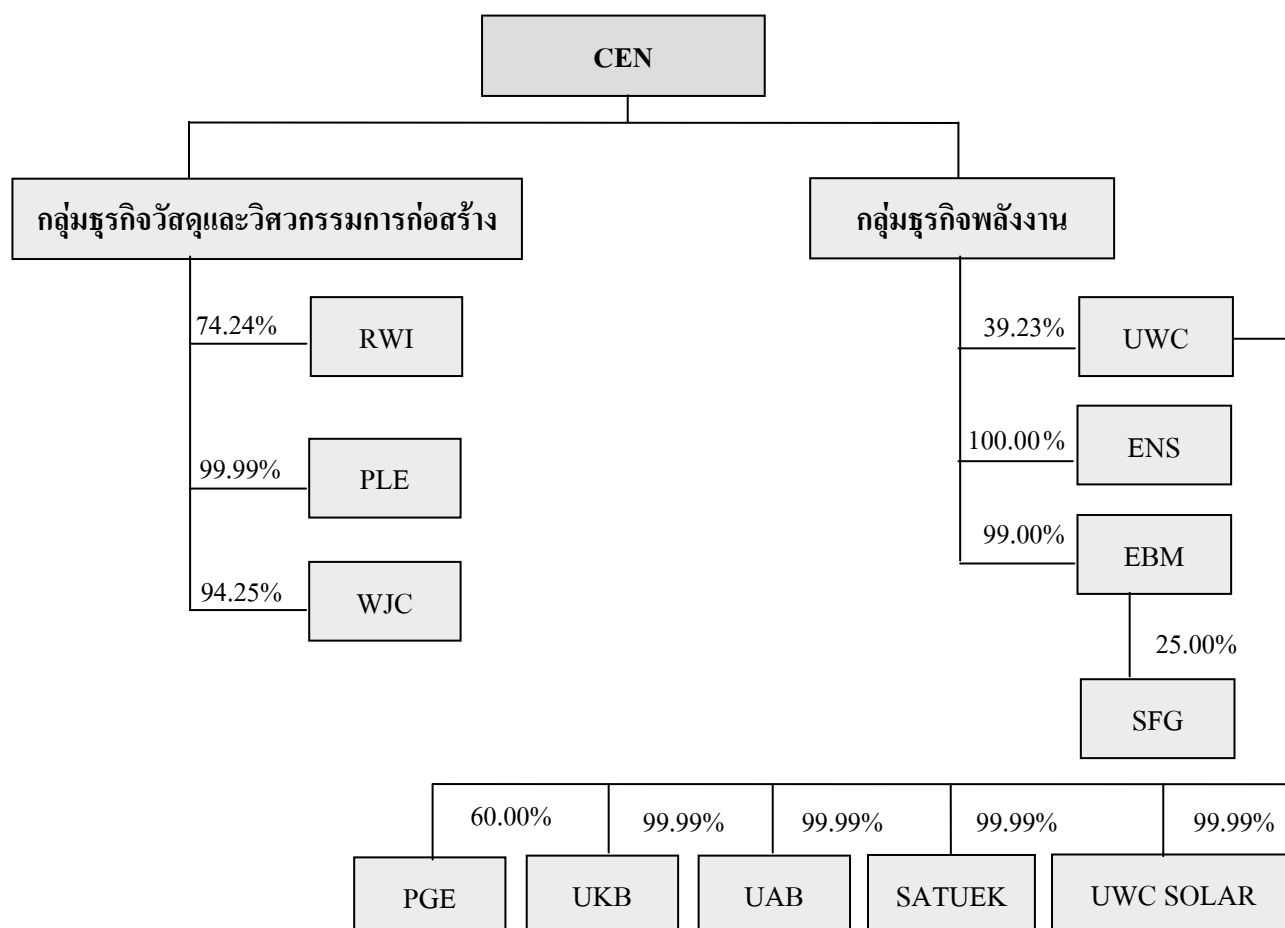 CEN
กลุ่มธุรกิจวัสดุและวิศวกรรมการก่อสร้าง
กลุ่มธุรกิจพลังงาน
74.24%
RWI
39.23%
UWC
99.99%
PLE
100.00%
ENS
94.25%
WJC
99.00%
EBM
25.00%
SFG
60.00%
99.99%
99.99%
99.99%
99.99%
PGE
UKB
UAB
SATUEK
UWC SOLAR